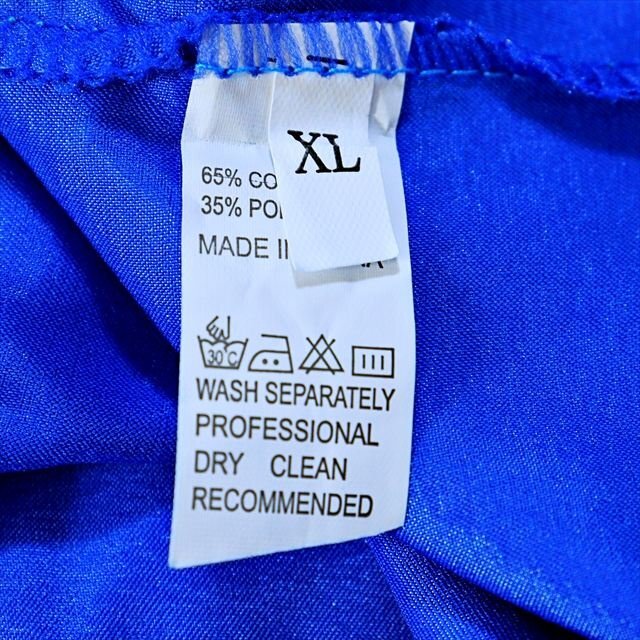 XL
65% CO
35% PO
MADE I
30°C
WASH SEPARATELY
PROFESSIONAL
DRY CLEAN
RECOMMENDED